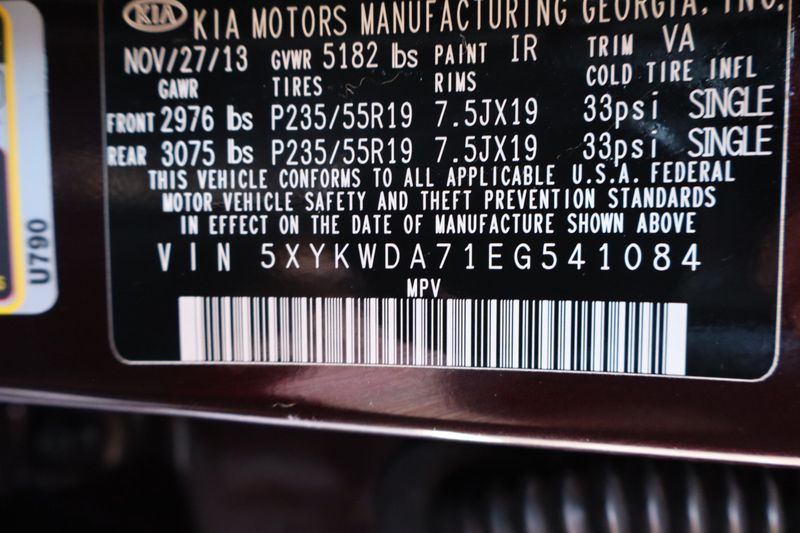 KIA KIA MOTORS MANUFACTURING GEORGIA, INC.
NOV/27/13 GVWR 5182 lbs PAINT IR TRIM VA
GAWR TIRES RIMS COLD TIRE INFL
FRONT 2976 lbs P235/55R19 7.5JX19 33psi SINGLE
REAR 3075 lbs P235/55R19 7.5JX19 33psi SINGLE
THIS VEHICLE CONFORMS TO ALL APPLICABLE U.S.A. FEDERAL
MOTOR VEHICLE SAFETY AND THEFT PREVENTION STANDARDS
IN EFFECT ON THE DATE OF MANUFACTURE SHOWN ABOVE
VIN 5XYKWDA71EG541084
MPV
U790